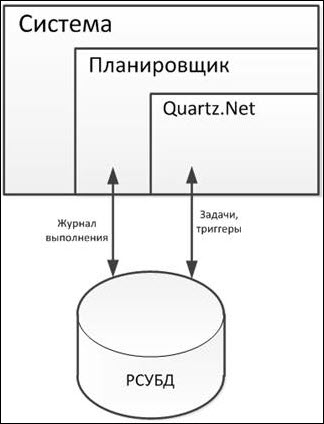 Система
Планировщик
Quartz.Net
Журнал
выполнения
Задачи,
триггеры
РСУБД